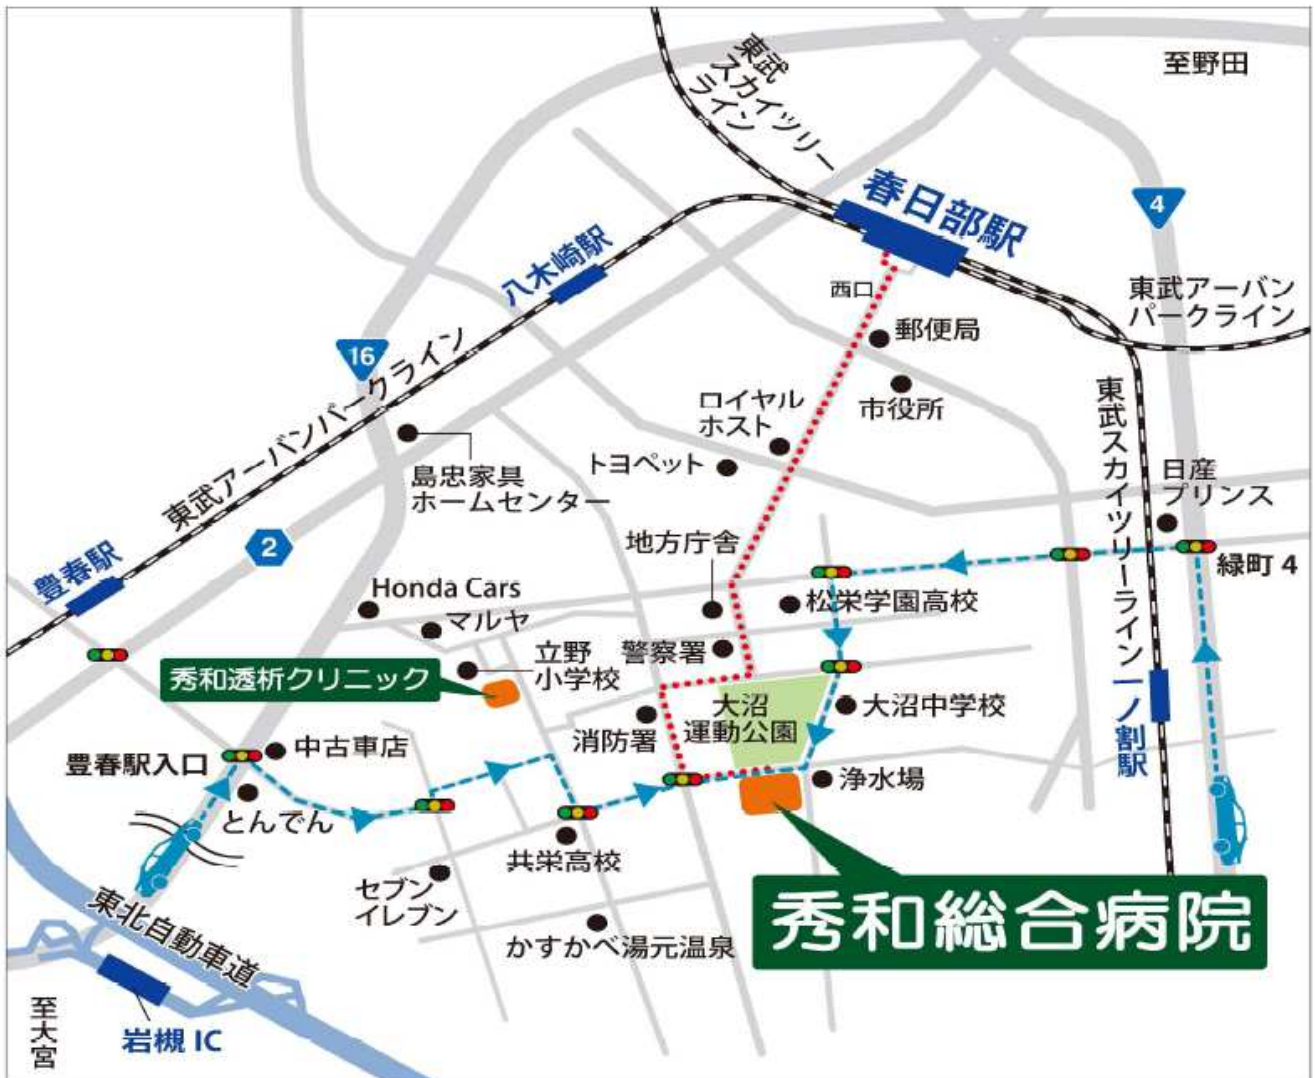 至野田
東武
スカイツリー
ライン
春日部駅
4
八木崎駅
西口
東武アーバン
パークライン
郵便局
16
東武アーバンパークライン
市役所
ロイヤル
ホスト
トヨペット
島忠家具
ホームセンター
東武スカイツリーライン
日産
プリンス
2
地方庁舎
緑町 4
豊春駅
Honda Cars
マルヤ
松栄学園高校
立野
小学校
警察署
秀和透析クリニック
大沼
運動公園
大沼中学校
一ノ割駅
消防署
中古車店
豊春駅入口
浄水場
とんでん
共栄高校
セブン
イレブン
秀和総合病院
かすかべ湯元温泉
東北自動車道
至大宮
岩槻 IC